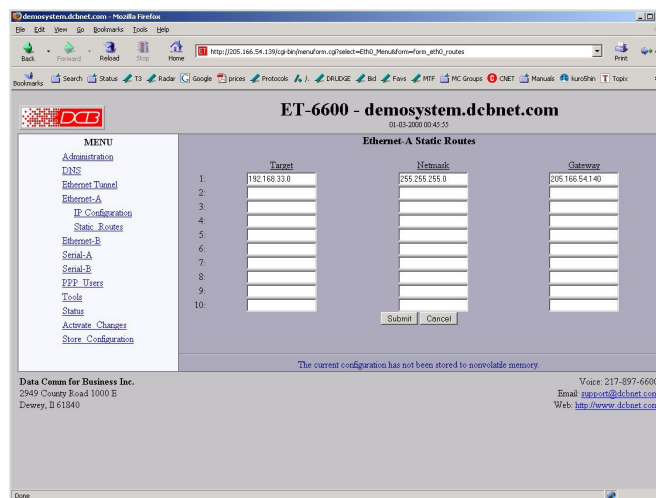 demosystem.dcbnet.com - Mozilla Firefox
File Edit View Go Bookmarks Tools Help
Back Forward Reload Stop Home http://205.166.54.139/cgi-bin/menuform.cgi?select=Eth0_Menu&form=form_eth0_routes Print
Bookmarks Search Status T3 Radar Google prices Protocols /. DRUDGE Bid Favs MTF MC Groups CNET Manuals kuro5hin Topix
DCB
ET-6600 - demosystem.dcbnet.com
01-03-2000 00:45:55
MENU
Administration
DNS
Ethernet Tunnel
Ethernet-A
IP Configuration
Static Routes
Ethernet-B
Serial-A
Serial-B
PPP Users
Tools
Status
Activate Changes
Store Configuration
Ethernet-A Static Routes
Target Netmask Gateway
1: 192.168.33.0 255.255.255.0 205.166.54.140
2:
3:
4:
5:
6:
7:
8:
9:
10:
Submit Cancel
The current configuration has not been stored to nonvolatile memory.
Data Comm for Business Inc.
2949 County Road 1000 E
Dewey, Il 61840
Voice: 217-897-6600
Email: support@dcbnet.com
Web: http://www.dcbnet.com
Done